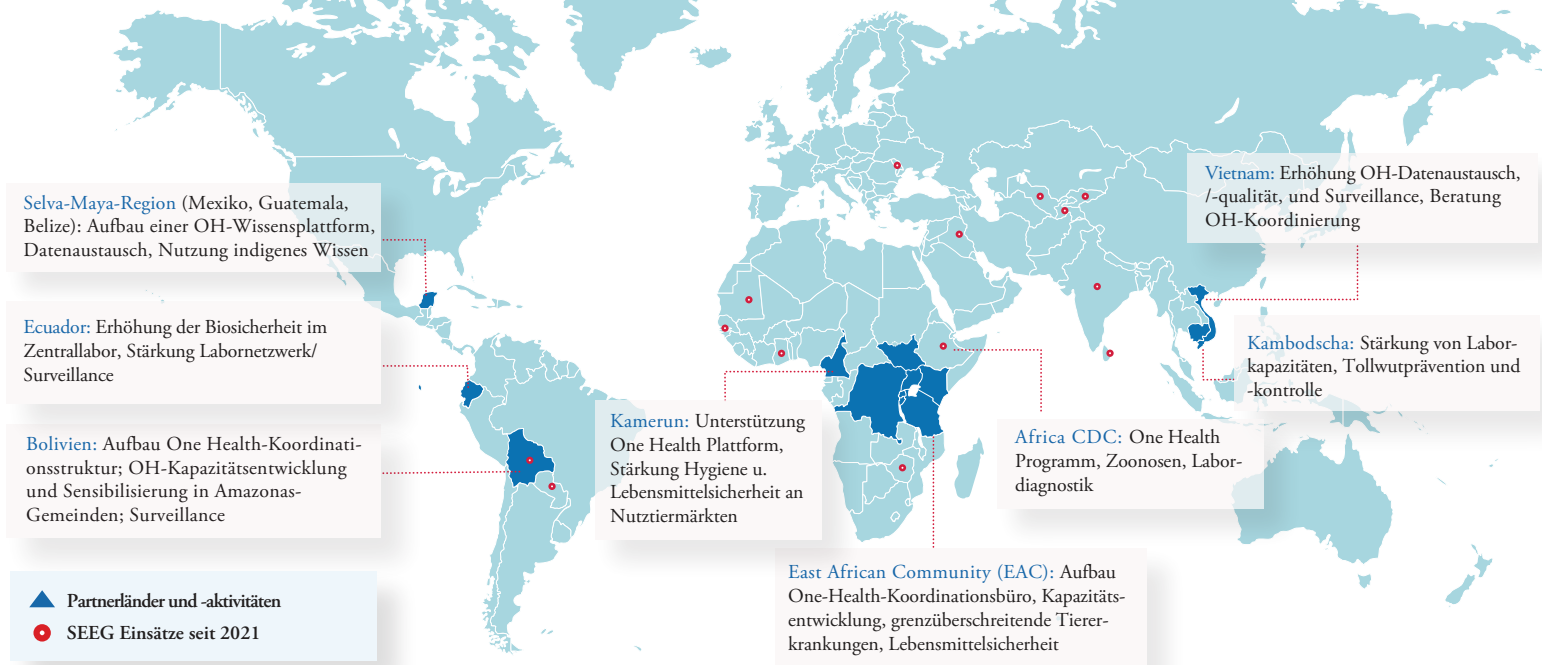 Selva-Maya-Region (Mexiko, Guatemala,
Belize): Aufbau einer OH-Wissensplattform,
Datenaustausch, Nutzung indigenes Wissen
Ecuador: Erhöhung der Biosicherheit im
Zentrallabor, Stärkung Labornetzwerk/
Surveillance
Bolivien: Aufbau One Health-Koordinati-
onsstruktur; OH-Kapazitätsentwicklung
und Sensibilisierung in Amazonas-
Gemeinden; Surveillance
Kamerun: Unterstützung
One Health Plattform,
Stärkung Hygiene u.
Lebensmittelsicherheit an
Nutztiermärkten
East African Community (EAC): Aufbau
One-Health-Koordinationsbüro, Kapazitäts-
entwicklung, grenzüberschreitende Tierer-
krankungen, Lebensmittelsicherheit
Africa CDC: One Health
Programm, Zoonosen, Labor-
diagnostik
Vietnam: Erhöhung OH-Datenaustausch,
/-qualität, und Surveillance, Beratung
OH-Koordinierung
Kambodscha: Stärkung von Labor-
kapazitäten, Tollwutprävention und
-kontrolle
Partnerländer und -aktivitäten
SEEG Einsätze seit 2021